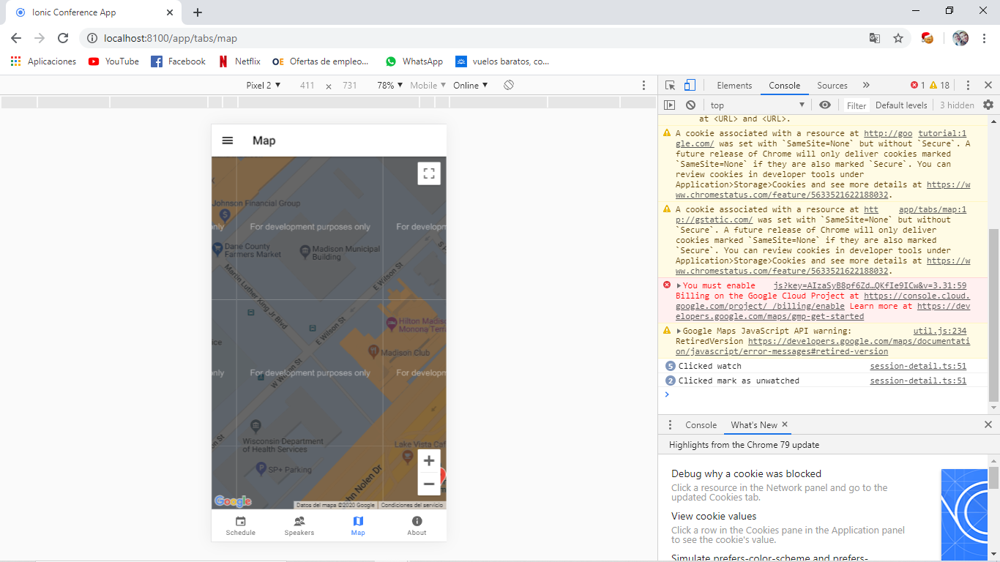 Ionic Conference App
localhost:8100/app/tabs/map
Aplicaciones YouTube Facebook Netflix OE Ofertas de empleo... WhatsApp vuelos baratos, co...
Pixel 2 411 x 731 78% Mobile Online
Map
Johnson Financial Group
only For development purposes only For develop
Dane County
Farmers Market
Madison Municipal
Building
E Wilson St
Martin Luther King Jr Blvd
Hilton Madis
Monona Terra
E Wilson St
Madison Club
only For development purposes only For developm
W Wilson St
Wisconsin Department
of Health Services
Lake Vista Caf
SP+ Parking
hn Nolen Dr
Google
Datos del mapa ©2020 Google Condiciones del servicio
Schedule Speakers Map About
Elements Console Sources 1 18
top Filter Default levels 3 hidden
at <URL> and <URL>.
A cookie associated with a resource at http://goo tutorial:1
gle.com/ was set with `SameSite=None` but without `Secure`. A
future release of Chrome will only deliver cookies marked
`SameSite=None` if they are also marked `Secure`. You can
review cookies in developer tools under
Application>Storage>Cookies and see more details at https://w
ww.chromestatus.com/feature/5633521622188032.
A cookie associated with a resource at htt app/tabs/map:1
p://gstatic.com/ was set with `SameSite=None` but without
`Secure`. A future release of Chrome will only deliver
cookies marked `SameSite=None` if they are also marked
`Secure`. You can review cookies in developer tools under
Application>Storage>Cookies and see more details at https://w
ww.chromestatus.com/feature/5633521622188032.
You must enable js?key=AIzaSyB8pf6Zd…QKfIe9ICw&v=3.31:59
Billing on the Google Cloud Project at https://console.cloud.
google.com/project/_/billing/enable Learn more at https://dev
elopers.google.com/maps/gmp-get-started
Google Maps JavaScript API warning: util.js:234
RetiredVersion https://developers.google.com/maps/documentati
on/javascript/error-messages#retired-version
5 Clicked watch session-detail.ts:51
2 Clicked mark as unwatched session-detail.ts:51
Console What's New
Highlights from the Chrome 79 update
Debug why a cookie was blocked
Click a resource in the Network panel and go to the
updated Cookies tab.
View cookie values
Click a row in the Cookies pane in the Application panel
to see the cookie's value.
Simulate prefers-color-scheme and prefers-